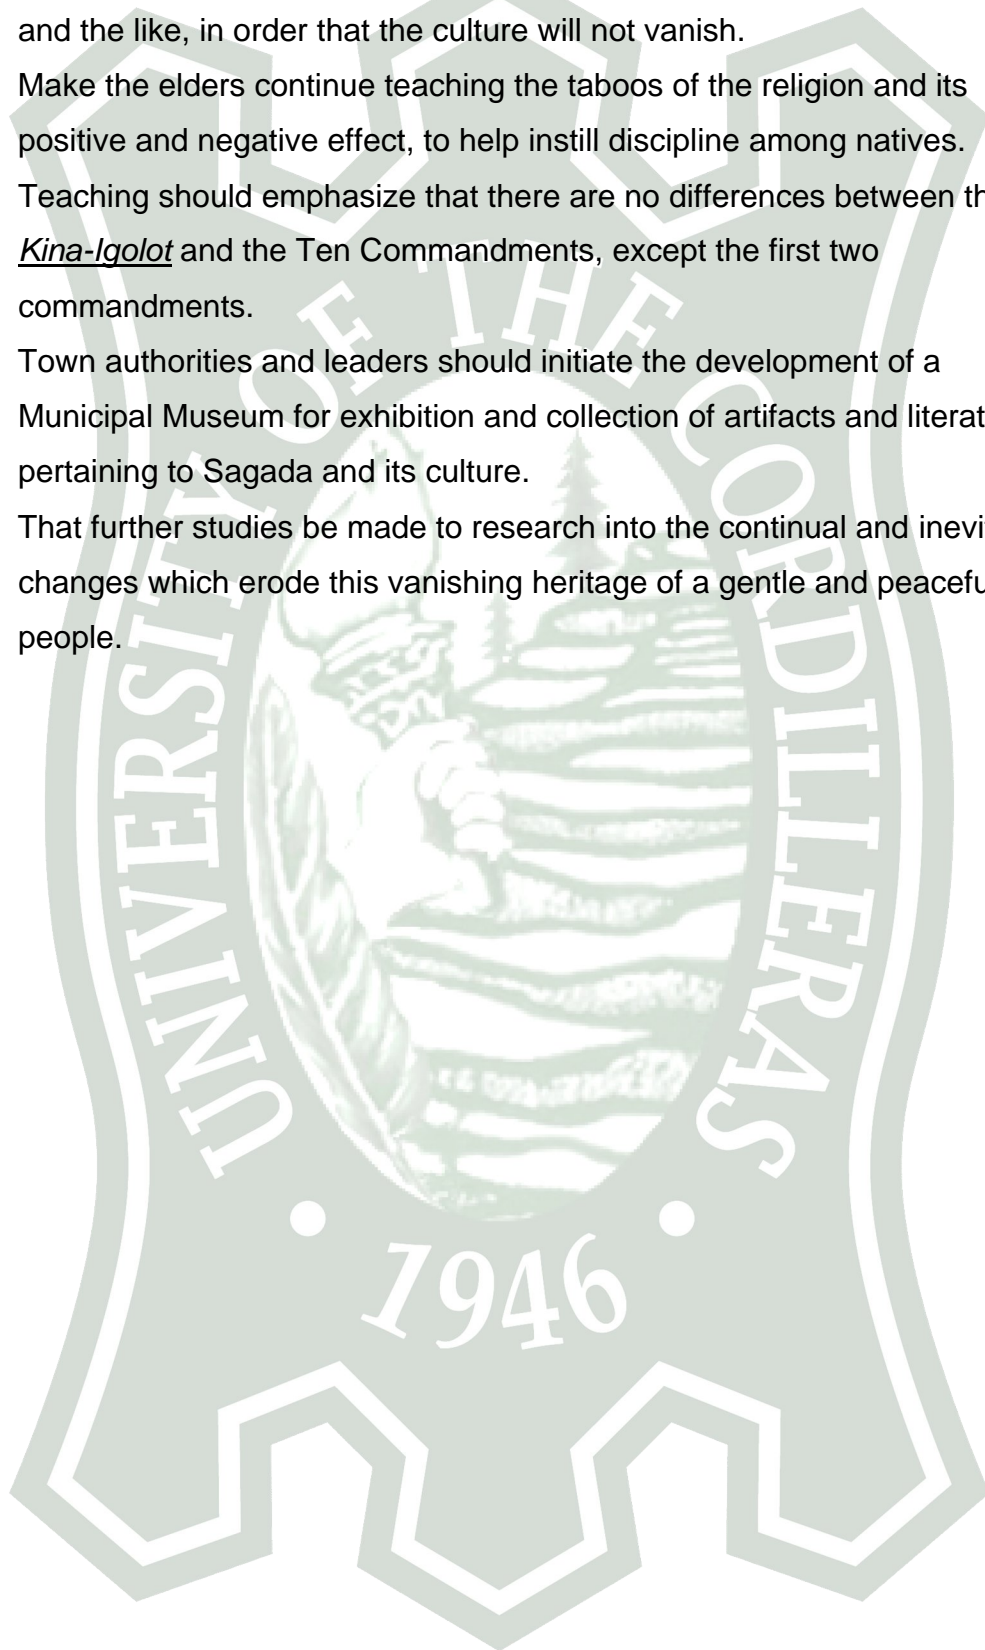 and the like, in order that the culture will not vanish.
Make the elders continue teaching the taboos of the religion and its
positive and negative effect, to help instill discipline among natives.
Teaching should emphasize that there are no differences between th
Kina-Igolot and the Ten Commandments, except the first two
commandments.
Town authorities and leaders should initiate the development of a
Municipal Museum for exhibition and collection of artifacts and literat
pertaining to Sagada and its culture.
That further studies be made to research into the continual and inevi
changes which erode this vanishing heritage of a gentle and peacefu
people.
UNIVERSITY OF THE CORDILLERAS
1946